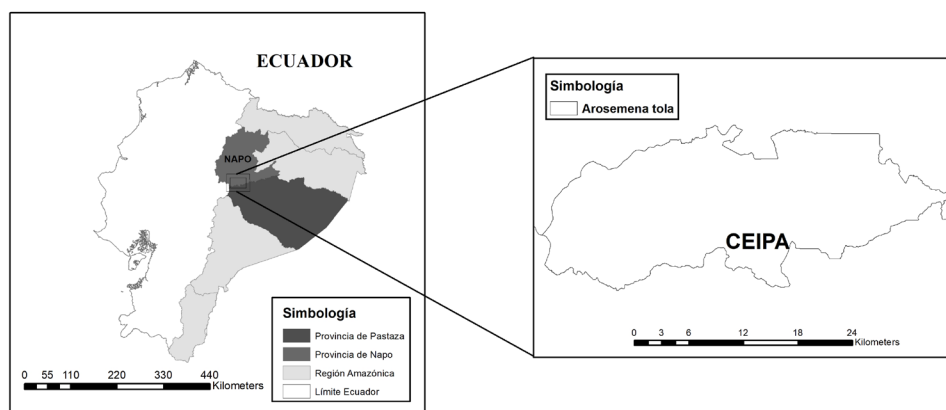 ECUADOR
NAPO
Simbología
Provincia de Pastaza
Provincia de Napo
Región Amazónica
Límite Ecuador
0 55 110 220 330 440
Kilometers
Simbología
Arosemena tola
CEIPA
0 3 6 12 18 24
Kilometers